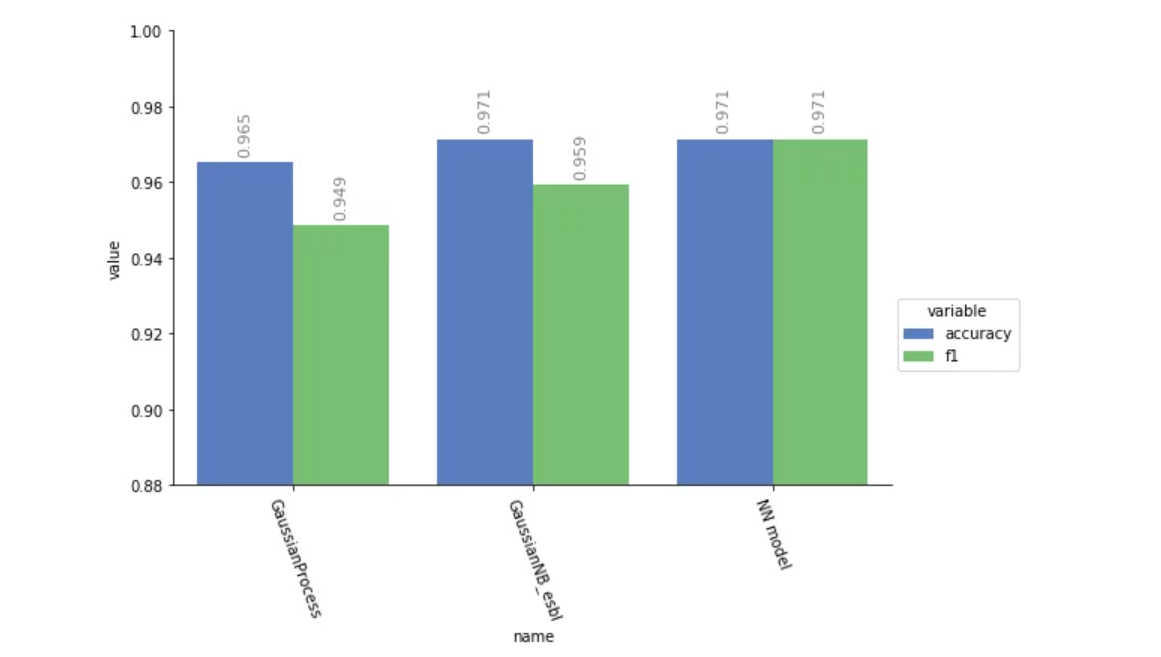 1.00
0.98
0.96
0.94
0.92
0.90
0.88
value
0.965
0.949
0.971
0.959
0.971
0.971
GaussianProcess
GaussianNB_esbl
NN model
name
variable
accuracy
f1